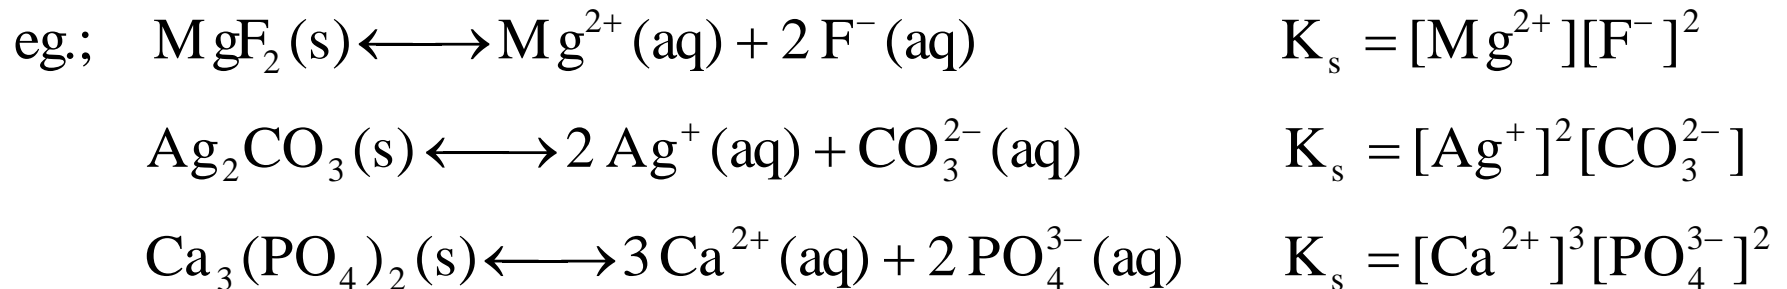 eg.; MgF₂(s)⟷Mg²⁺(aq) + 2 F⁻(aq) Kₛ = [Mg²⁺][F⁻]²
Ag₂CO₃(s)⟷2 Ag⁺(aq) + CO₃²⁻(aq) Kₛ = [Ag⁺]²[CO₃²⁻]
Ca₃(PO₄)₂(s)⟷3 Ca²⁺(aq) + 2 PO₄³⁻(aq) Kₛ = [Ca²⁺]³[PO₄³⁻]²